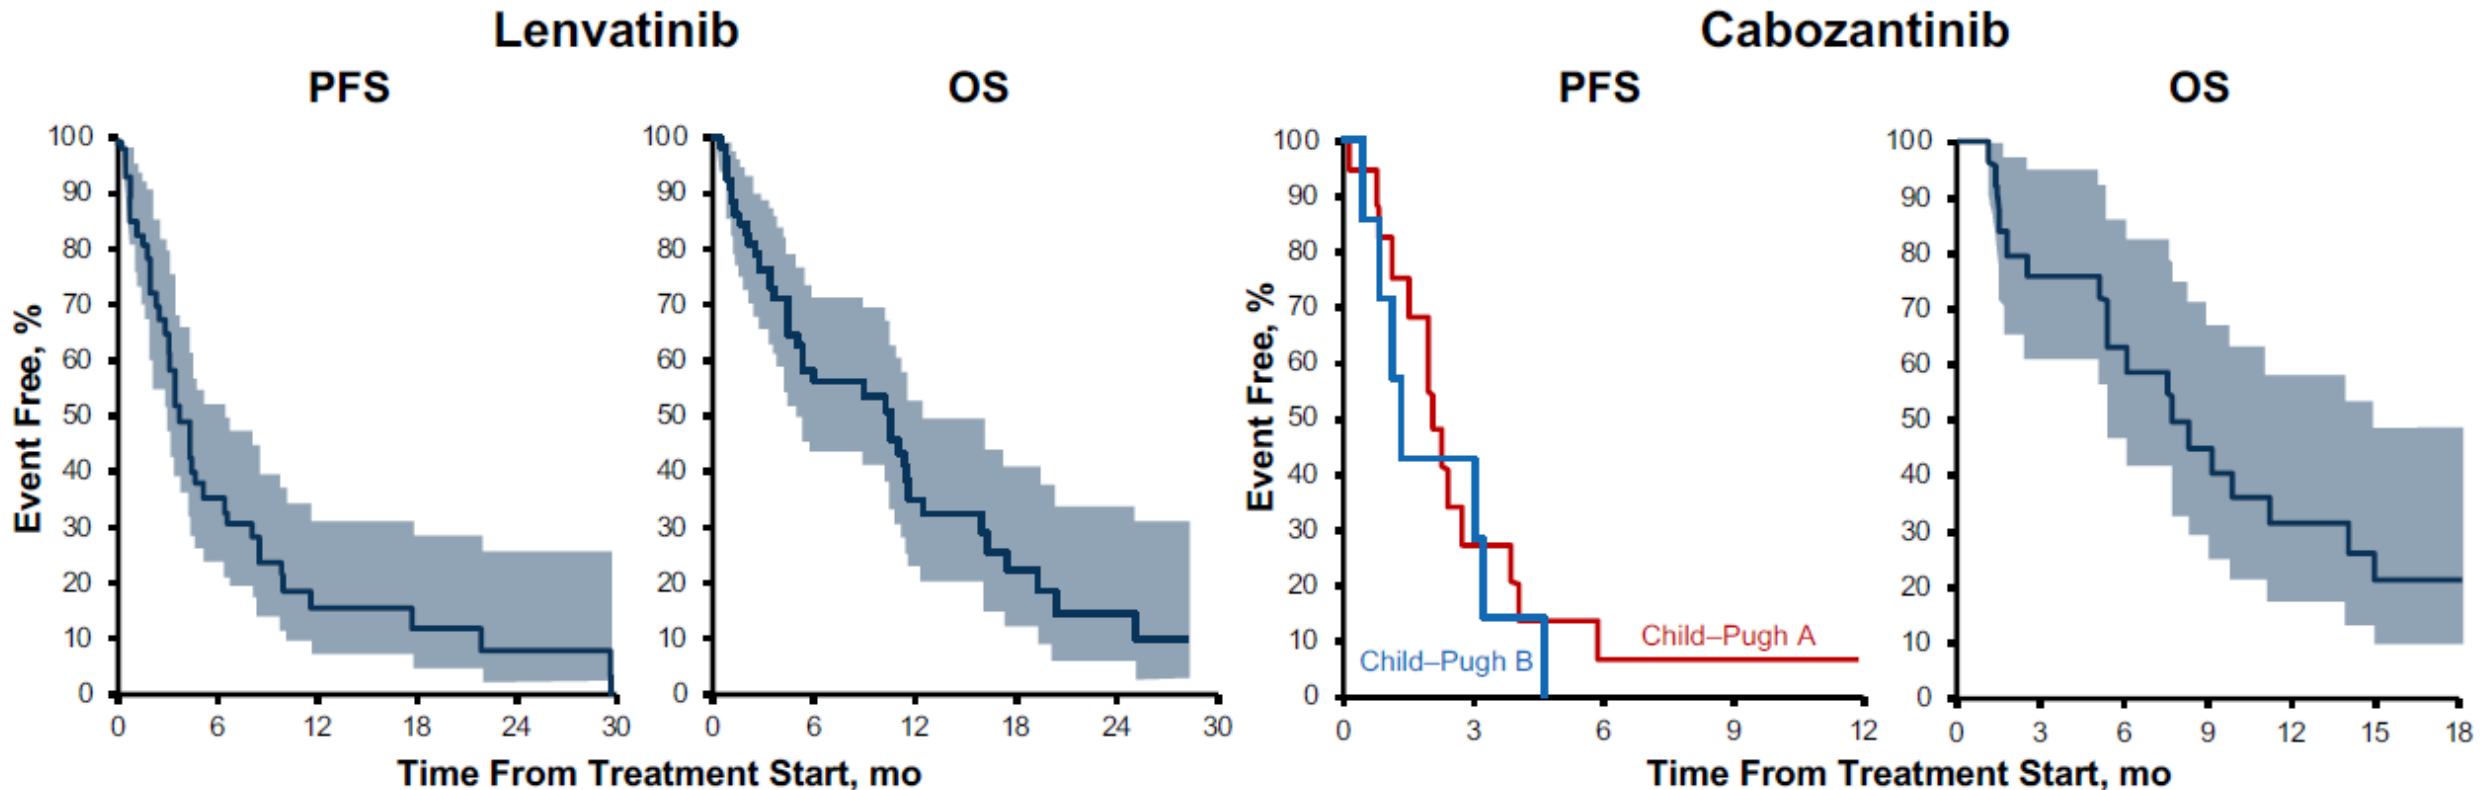 Lenvatinib
Cabozantinib
PFS
OS
PFS
OS
Event Free, %
100
90
80
70
60
50
40
30
20
10
0
0 6 12 18 24 30
100
90
80
70
60
50
40
30
20
10
0
0 6 12 18 24 30
Time From Treatment Start, mo
Event Free, %
100
90
80
70
60
50
40
30
20
10
0
Child–Pugh A
Child–Pugh B
0 3 6 9 12
100
90
80
70
60
50
40
30
20
10
0
0 3 6 9 12 15 18
Time From Treatment Start, mo